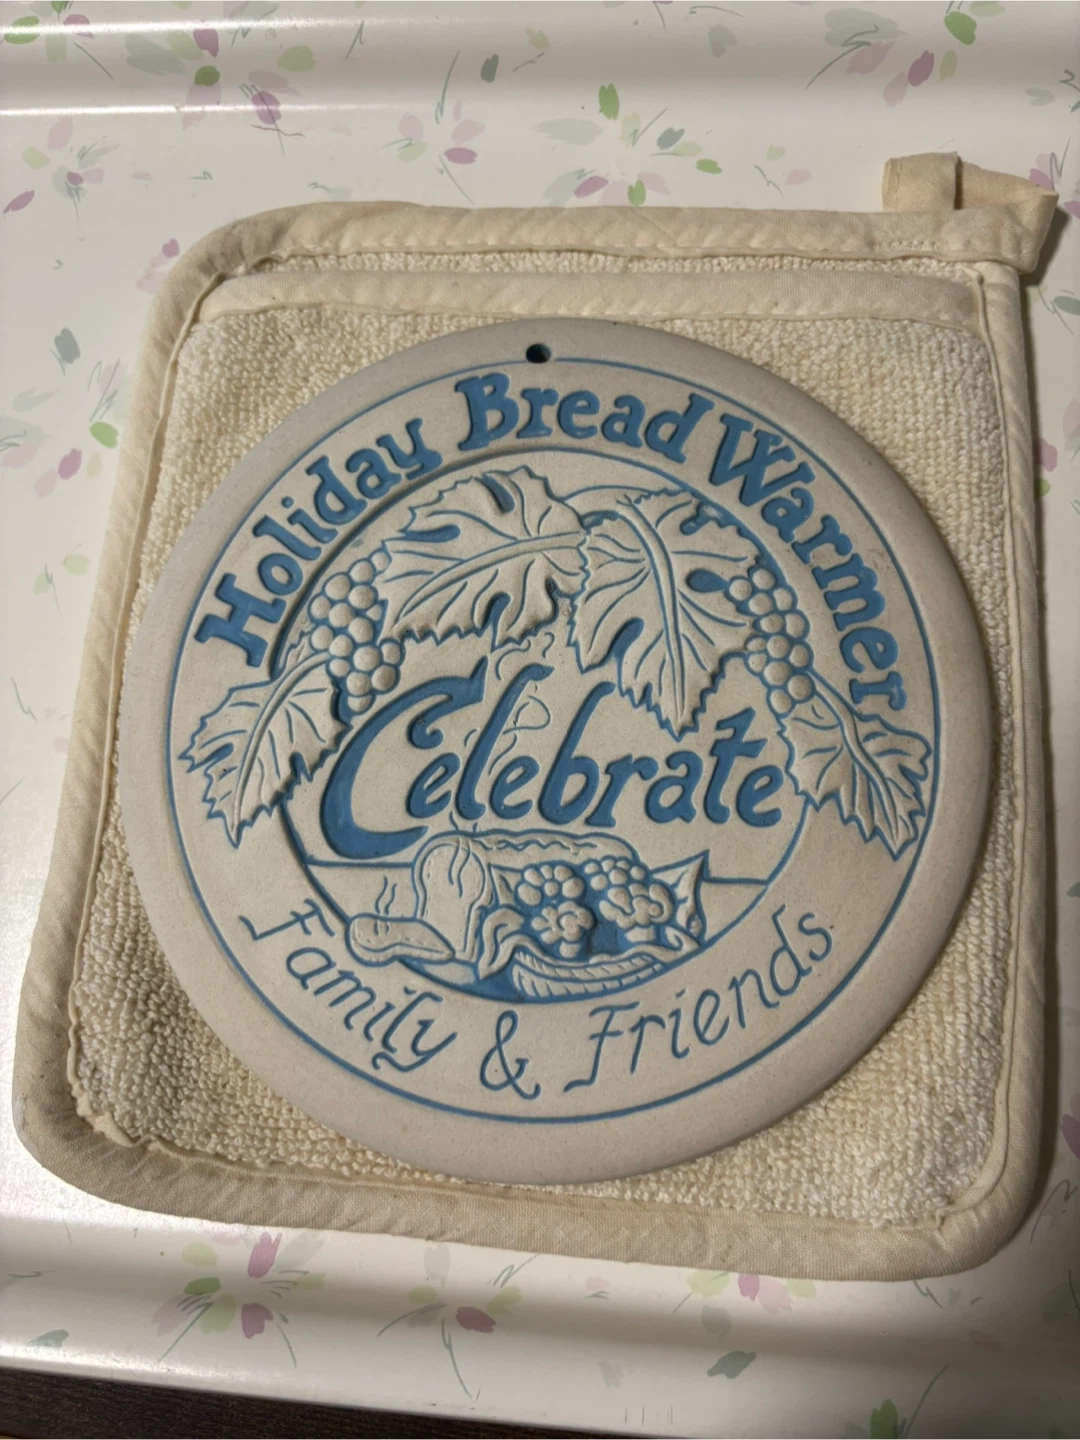 Holiday Bread Warmer
Celebrate
Family & Friends